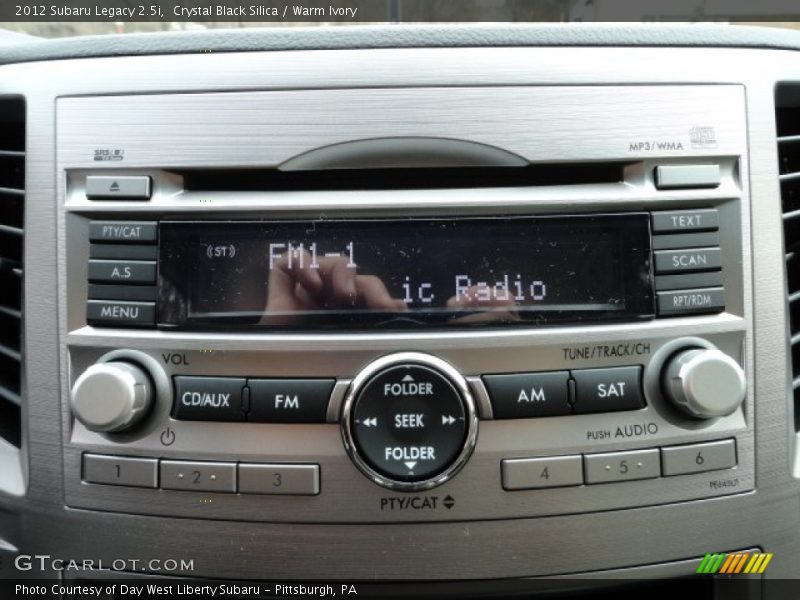 2012 Subaru Legacy 2.5i, Crystal Black Silica / Warm Ivory
MP3/WMA
PTY/CAT
A.S
MENU
((ST))
FM1-1
ic Radio
TEXT
SCAN
RPT/RDM
VOL
TUNE/TRACK/CH
CD/AUX
FM
FOLDER
SEEK
FOLDER
AM
SAT
PUSH AUDIO
1
2
3
4
5
6
PTY/CAT
GTCARLOT.COM
Photo Courtesy of Day West Liberty Subaru - Pittsburgh, PA